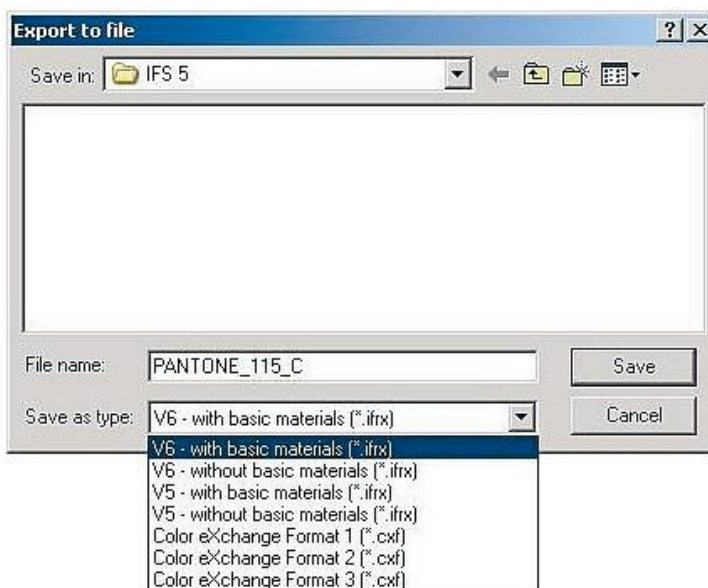 Export to file
Save in: IFS 5
File name: PANTONE_115_C
Save
Save as type: V6 - with basic materials (*.ifrx)
Cancel
V6 - with basic materials (*.ifrx)
V6 - without basic materials (*.ifrx)
V5 - with basic materials (*.ifrx)
V5 - without basic materials (*.ifrx)
Color eXchange Format 1 (*.cxf)
Color eXchange Format 2 (*.cxf)
Color eXchange Format 3 (*.cxf)